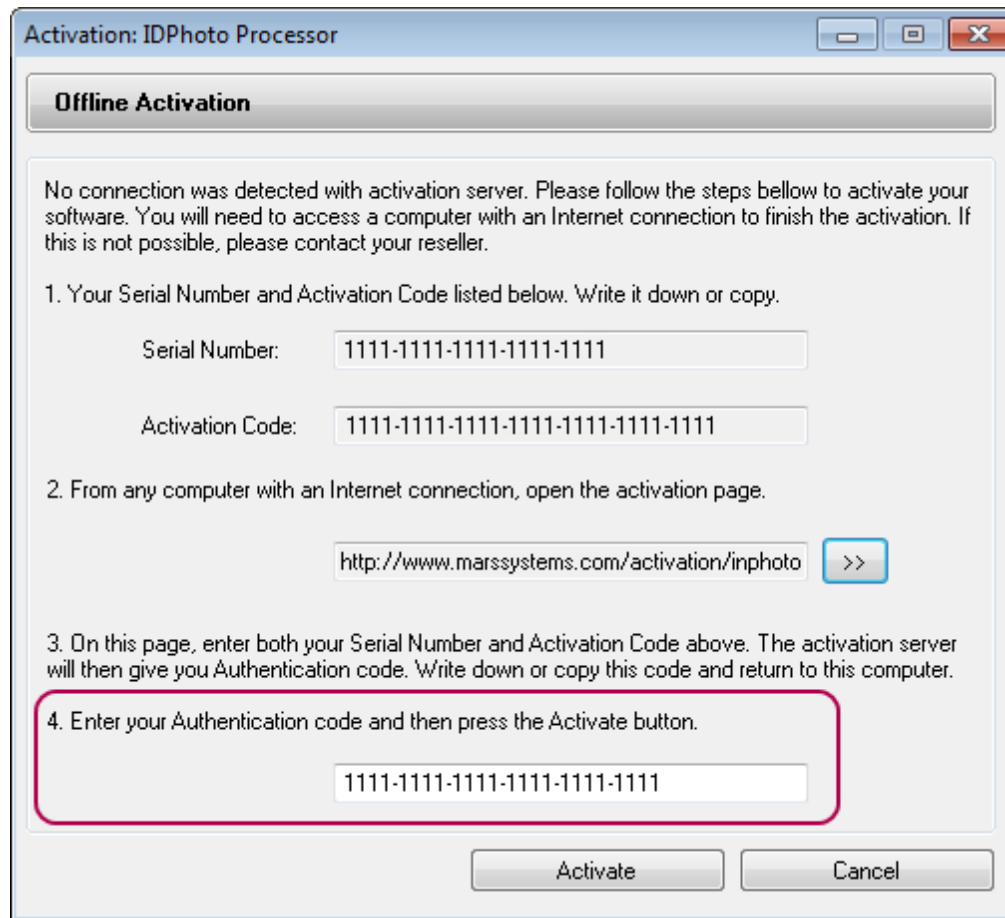 Activation: IDPhoto Processor
Offline Activation
No connection was detected with activation server. Please follow the steps bellow to activate your
software. You will need to access a computer with an Internet connection to finish the activation. If
this is not possible, please contact your reseller.
1. Your Serial Number and Activation Code listed below. Write it down or copy.
Serial Number: 1111-1111-1111-1111-1111
Activation Code: 1111-1111-1111-1111-1111-1111-1111
2. From any computer with an Internet connection, open the activation page.
http://www.marssystems.com/activation/inphoto >>
3. On this page, enter both your Serial Number and Activation Code above. The activation server
will then give you Authentication code. Write down or copy this code and return to this computer.
4. Enter your Authentication code and then press the Activate button.
1111-1111-1111-1111-1111-1111
Activate Cancel